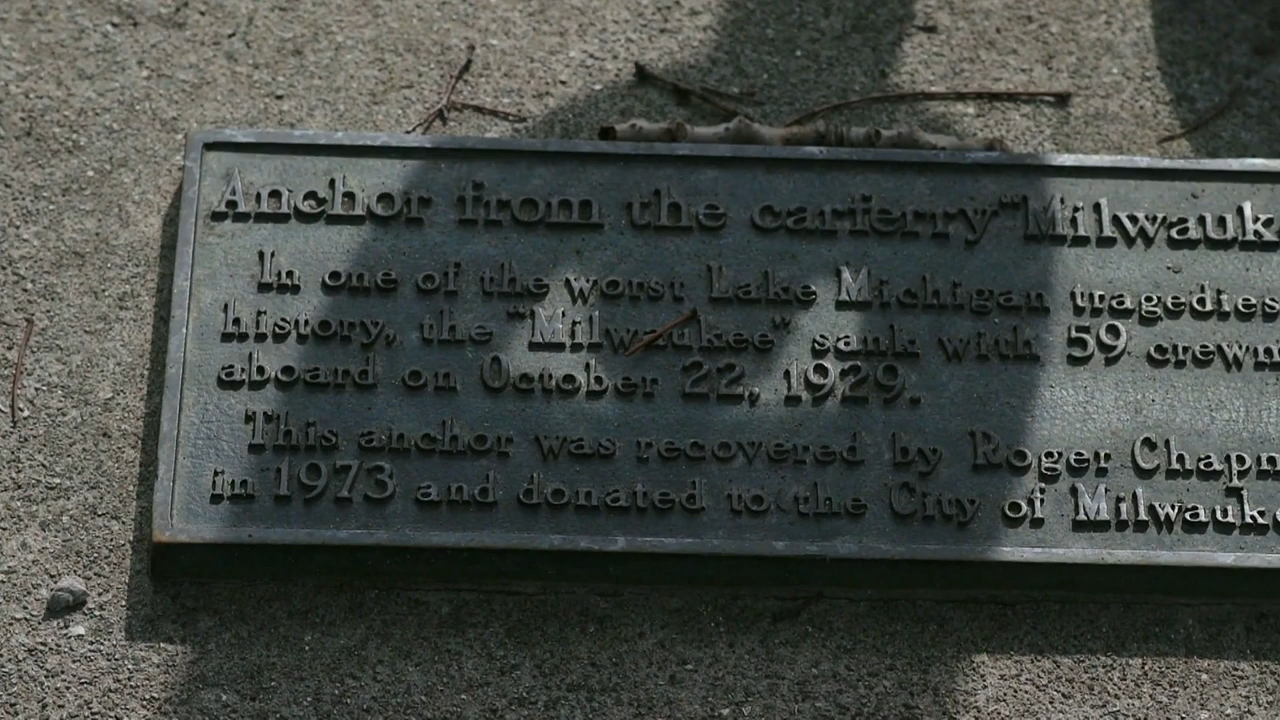 Anchor from the carferry "Milwauk
In one of the worst Lake Michigan tragedies
history, the "Milwaukee" sank with 59 crewm
aboard on October 22, 1929.
This anchor was recovered by Roger Chapm
in 1973 and donated to the City of Milwauke